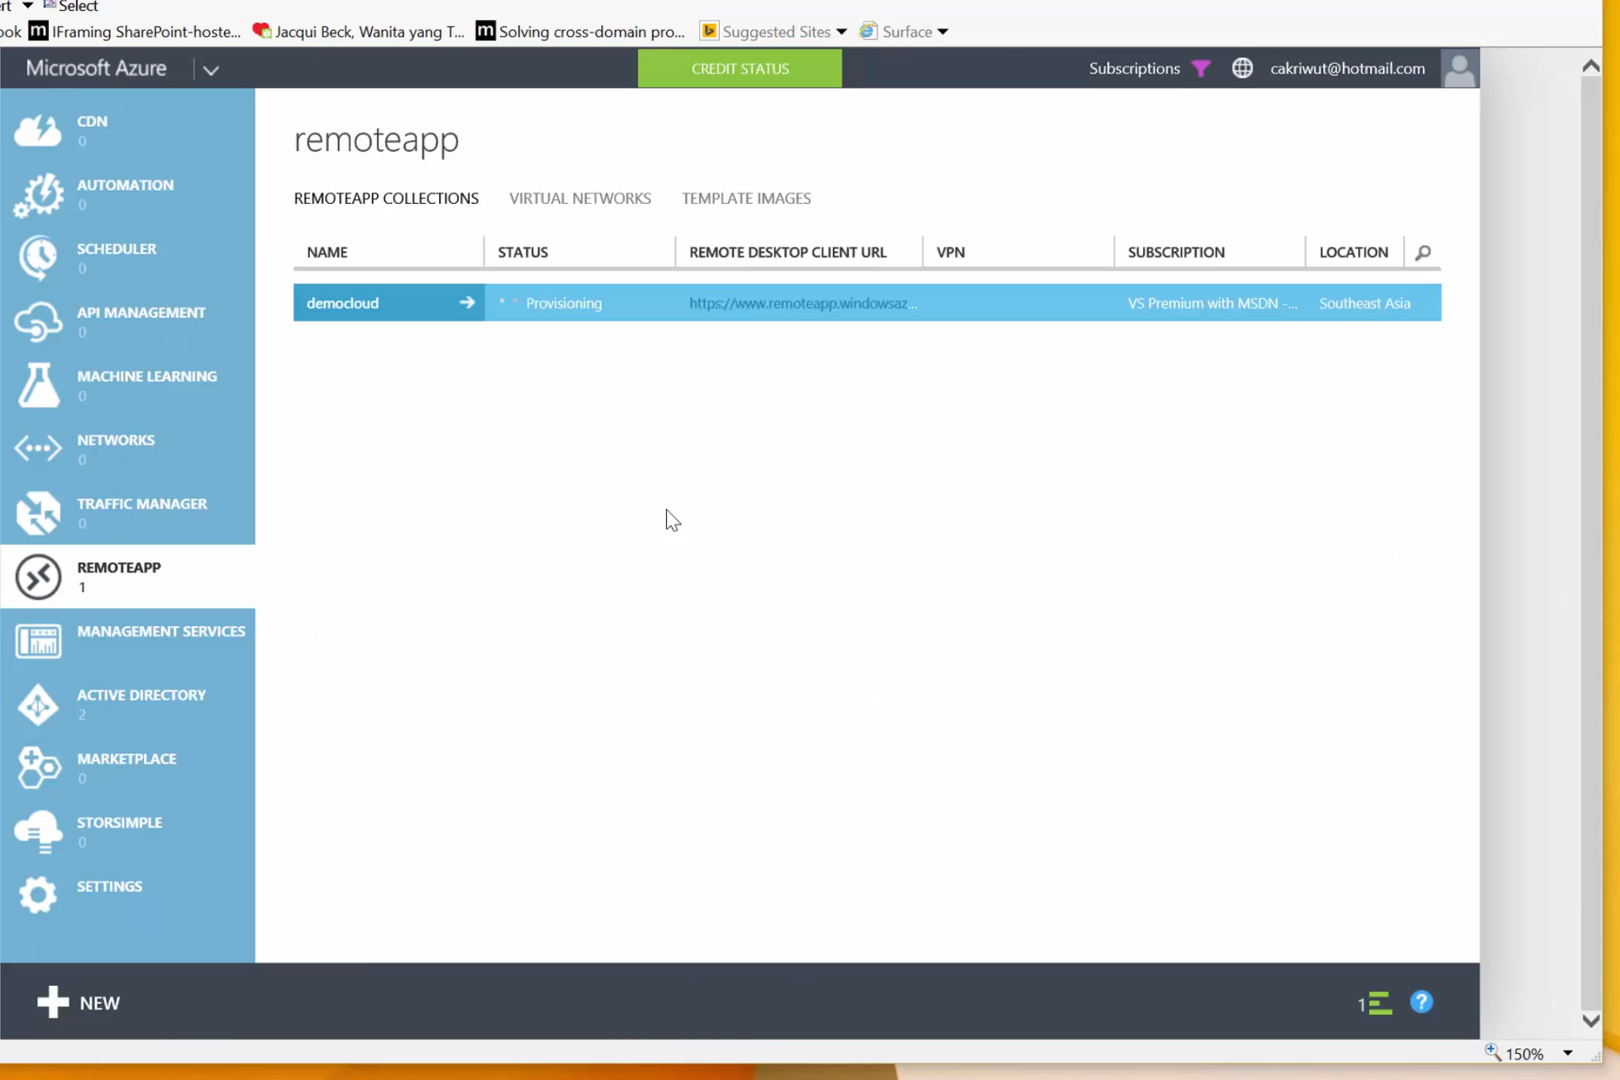 rt Select
ook IFraming SharePoint-hoste... Jacqui Beck, Wanita yang T... Solving cross-domain pro... Suggested Sites Surface
Microsoft Azure CREDIT STATUS Subscriptions cakriwut@hotmail.com
CDN
0
AUTOMATION
0
SCHEDULER
0
API MANAGEMENT
0
MACHINE LEARNING
0
NETWORKS
0
TRAFFIC MANAGER
0
REMOTEAPP
1
MANAGEMENT SERVICES
ACTIVE DIRECTORY
2
MARKETPLACE
0
STORSIMPLE
0
SETTINGS
remoteapp
REMOTEAPP COLLECTIONS VIRTUAL NETWORKS TEMPLATE IMAGES
NAME STATUS REMOTE DESKTOP CLIENT URL VPN SUBSCRIPTION LOCATION
democloud Provisioning https://www.remoteapp.windowsaz... VS Premium with MSDN -... Southeast Asia
NEW 1 ?
150%